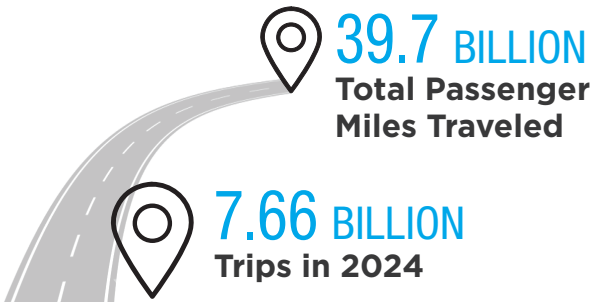 39.7 BILLION
Total Passenger
Miles Traveled
7.66 BILLION
Trips in 2024